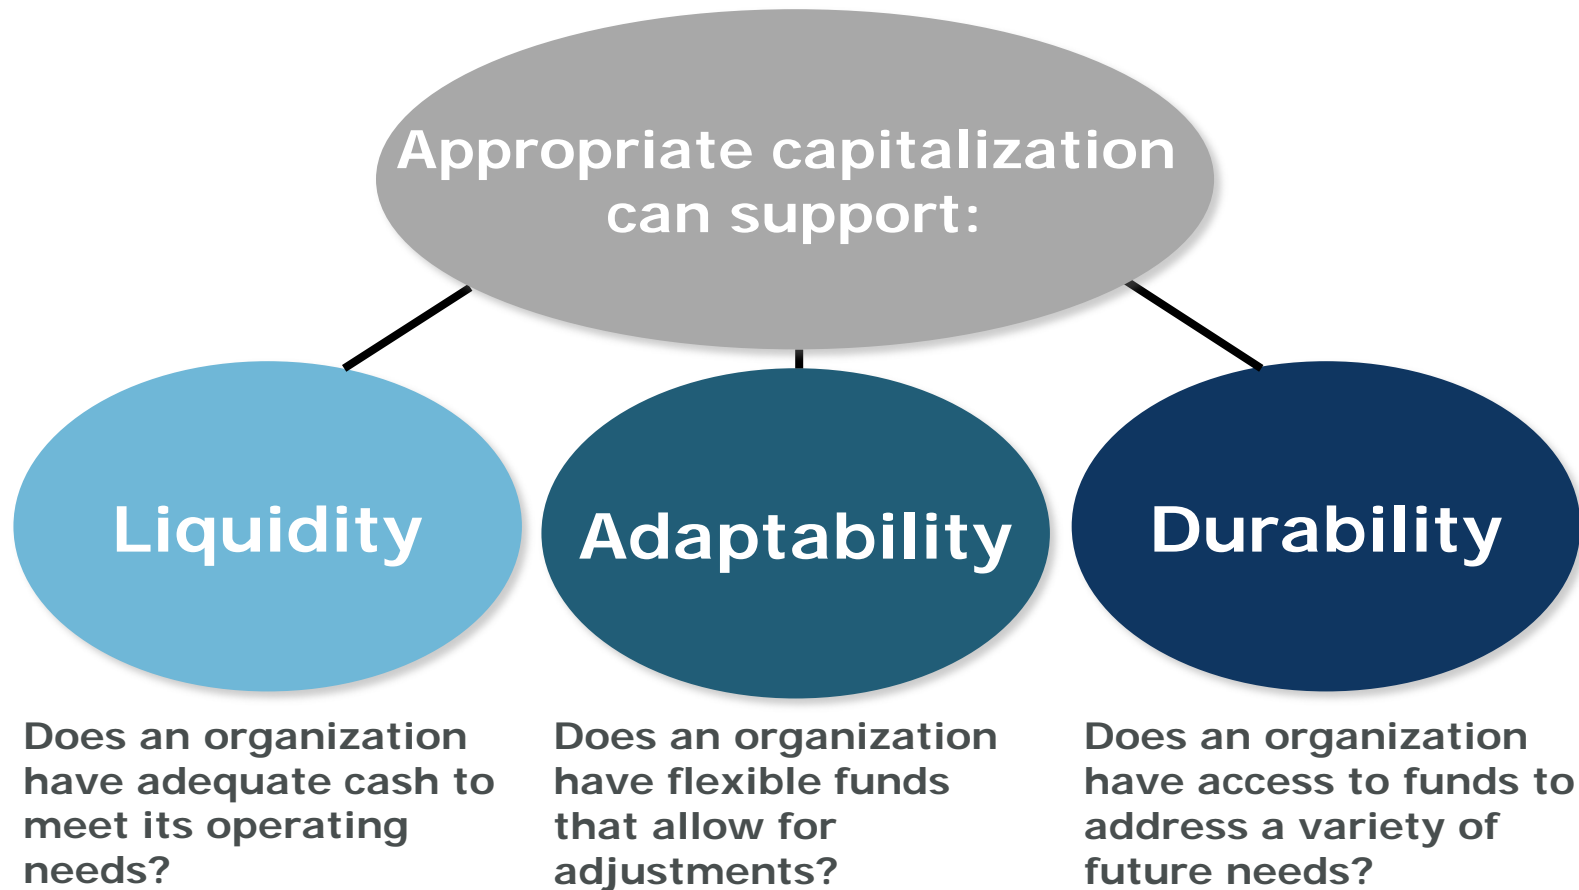 Appropriate capitalization
can support:
Liquidity
Adaptability
Durability
Does an organization
have adequate cash to
meet its operating
needs?
Does an organization
have flexible funds
that allow for
adjustments?
Does an organization
have access to funds to
address a variety of
future needs?